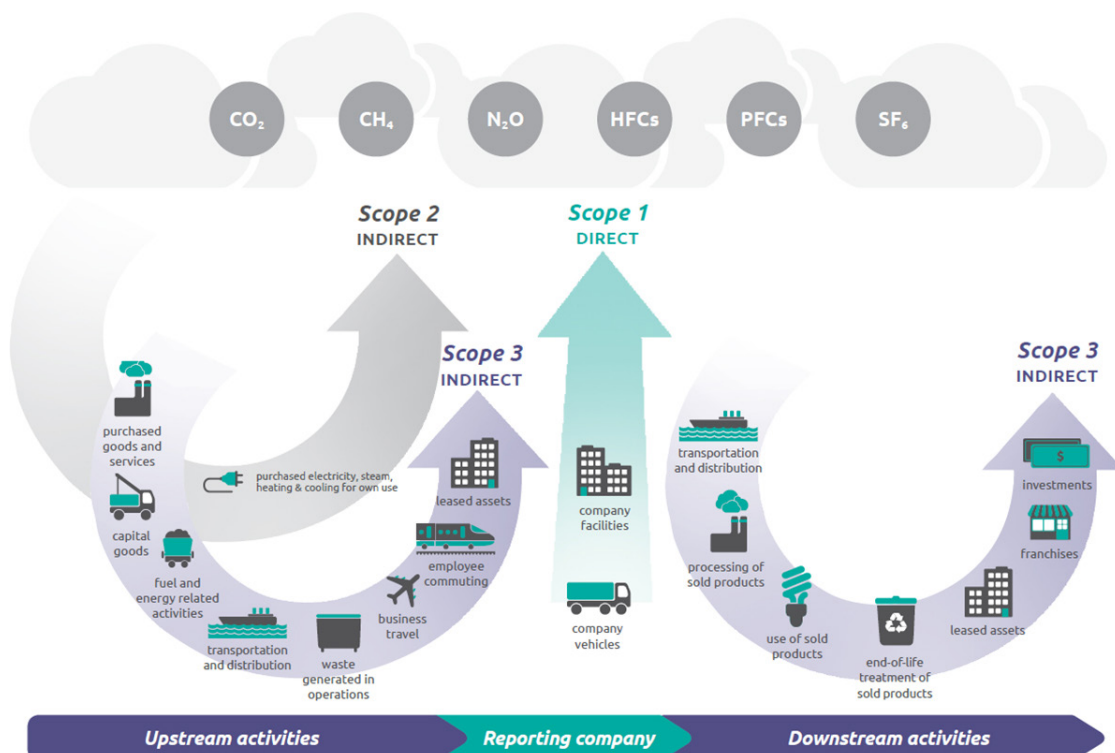 CO₂
CH₄
N₂O
HFCs
PFCs
SF₆
Scope 2
INDIRECT
Scope 1
DIRECT
Scope 3
INDIRECT
Scope 3
INDIRECT
purchased
goods and
services
purchased electricity, steam,
heating & cooling for own use
capital
goods
fuel and
energy related
activities
transportation
and distribution
waste
generated in
operations
business
travel
employee
commuting
leased assets
company
facilities
company
vehicles
transportation
and distribution
processing of
sold products
use of sold
products
end-of-life
treatment of
sold products
leased assets
franchises
$
investments
Upstream activities
Reporting company
Downstream activities